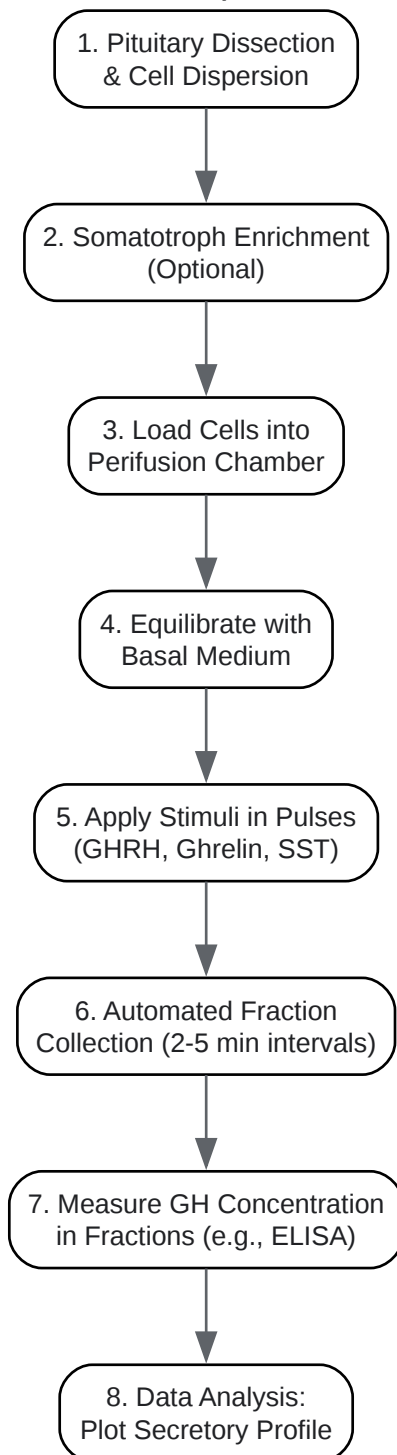 1. Pituitary Dissection
& Cell Dispersion
2. Somatotroph Enrichment
(Optional)
3. Load Cells into
Perifusion Chamber
4. Equilibrate with
Basal Medium
5. Apply Stimuli in Pulses
(GHRH, Ghrelin, SST)
6. Automated Fraction
Collection (2-5 min intervals)
7. Measure GH Concentration
in Fractions (e.g., ELISA)
8. Data Analysis:
Plot Secretory Profile